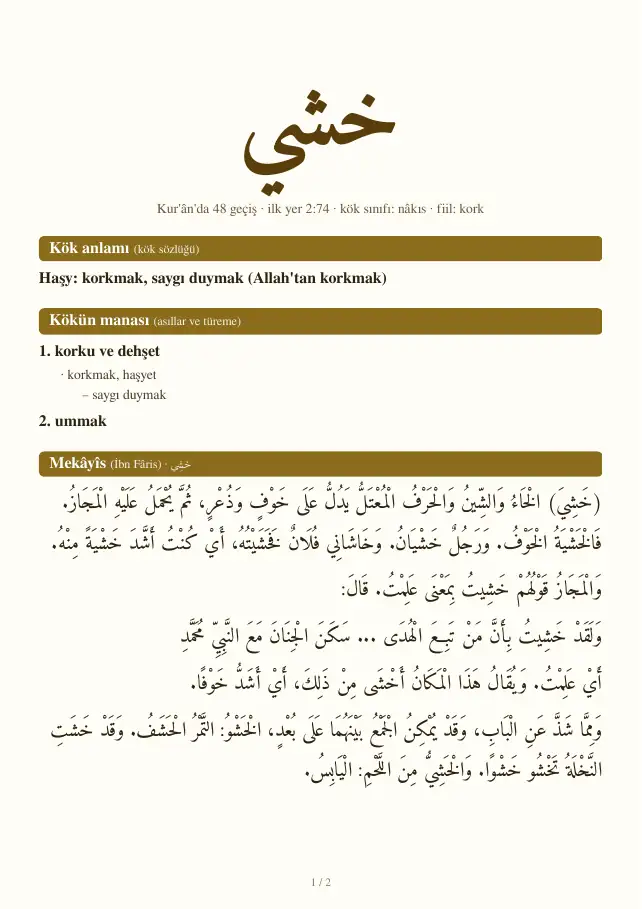 خشي
Kur'ân'da 48 geçiş · ilk yer 2:74 · kök sınıfı: nâkıs · fiil: kork
Kök anlamı (kök sözlüğü)
Haşy: korkmak, saygı duymak (Allah'tan korkmak)
Kökün manası (asıllar ve türeme)
1. korku ve dehşet
· korkmak, haşyet
– saygı duymak
2. ummak
Mekâyîs (İbn Fâris) · خَشِيَ
(خَشِيَ) الْخَاءُ وَالشِّينُ وَالْحَرْفُ الْمُعْتَلُّ يَدُلُّ عَلَى خَوْفٍ وَذُعْرٍ، ثُمَّ يُحْمَلُ عَلَيْهِ الْمَجَازُ.
فَالْخَشْيَةُ الْخَوْفُ. وَرَجُلٌ خَشْيَانُ. وَخَاشَانِي فُلَانٌ فَخَشَيْتُهُ، أَيْ كُنْتُ أَشَدَّ خَشْيَةً مِنْهُ.
وَالْمَجَازُ قَوْلُهُمْ خَشِيتُ بِمَعْنَى عَلِمْتُ. قَالَ:
وَلَقَدْ خَشِيتُ بِأَنَّ مَنْ تَبِعَ الْهُدَى ... سَكَنَ الْجِنَانَ مَعَ النَّبِيِّ مُحَمَّدِ
أَيْ عَلِمْتُ. وَيُقَالُ هَذَا الْمَكَانُ أَخْشَى مِنْ ذَلِكَ، أَيْ أَشَدُّ خَوْفًا.
وَمِمَّا شَذَّ عَنِ الْبَابِ، وَقَدْ يُمْكِنُ الْجَمْعُ بَيْنَهُمَا عَلَى بُعْدٍ، الْخَشْوُ: التَّمْرُ الْحَشَفُ. وَقَدْ خَشَتِ
النَّخْلَةُ تَخْشُو خَشْوًا. وَالْخَشِيُّ مِنَ اللَّحْمِ: الْيَابِسُ.
1 / 2